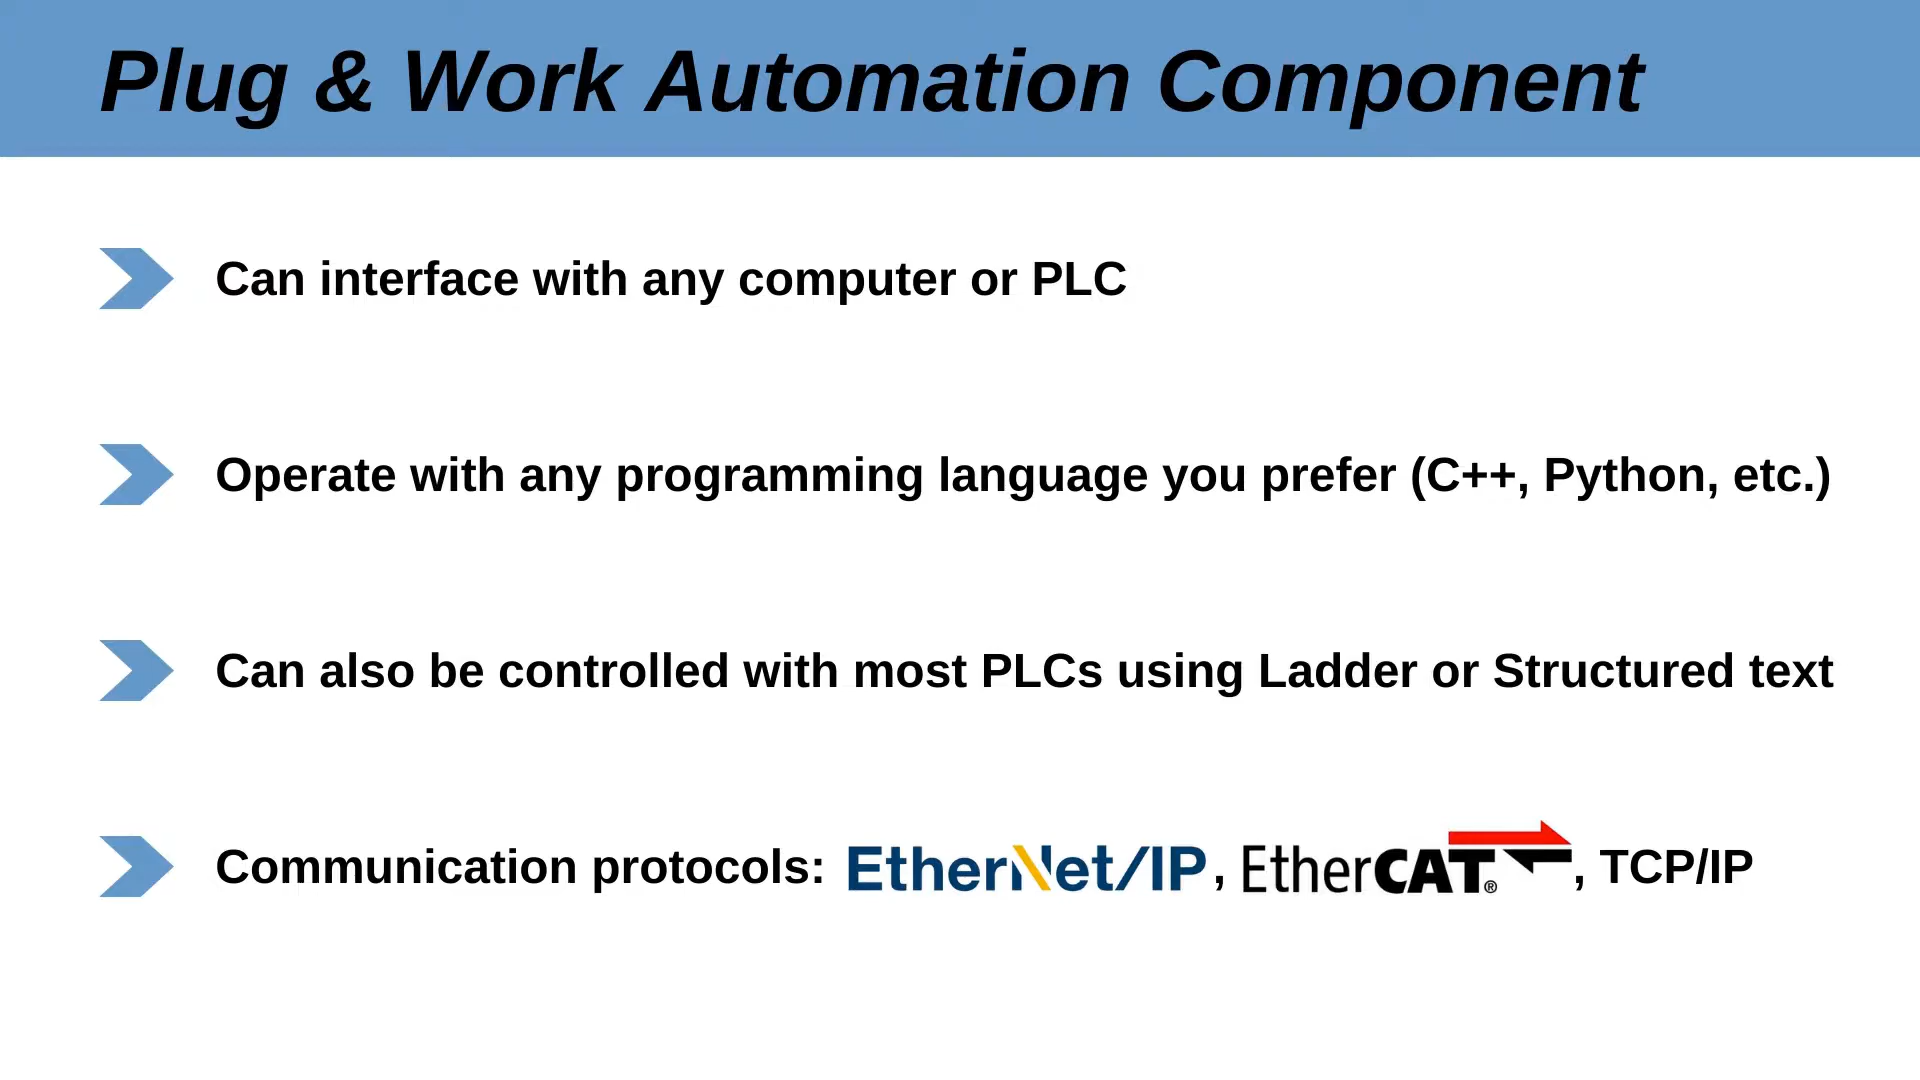 Plug & Work Automation Component
Can interface with any computer or PLC
Operate with any programming language you prefer (C++, Python, etc.)
Can also be controlled with most PLCs using Ladder or Structured text
Communication protocols: EtherNet/IP, EtherCAT®, TCP/IP